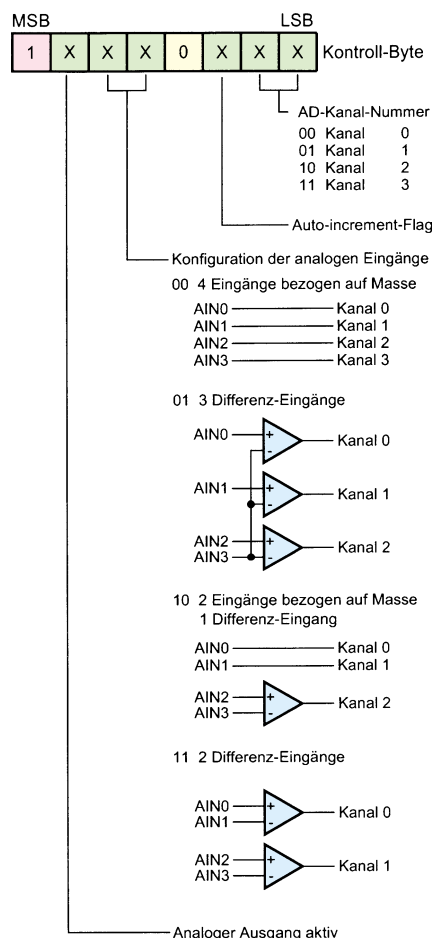 MSB LSB
1 X X X 0 X X X Kontroll-Byte
AD-Kanal-Nummer
00 Kanal 0
01 Kanal 1
10 Kanal 2
11 Kanal 3
Auto-increment-Flag
Konfiguration der analogen Eingänge
00 4 Eingänge bezogen auf Masse
AIN0 Kanal 0
AIN1 Kanal 1
AIN2 Kanal 2
AIN3 Kanal 3
01 3 Differenz-Eingänge
AIN0 + - Kanal 0
AIN1 + - Kanal 1
AIN2 + Kanal 2
AIN3 -
10 2 Eingänge bezogen auf Masse
1 Differenz-Eingang
AIN0 Kanal 0
AIN1 Kanal 1
AIN2 + Kanal 2
AIN3 -
11 2 Differenz-Eingänge
AIN0 + Kanal 0
AIN1 -
AIN2 + Kanal 1
AIN3 -
Analoger Ausgang aktiv